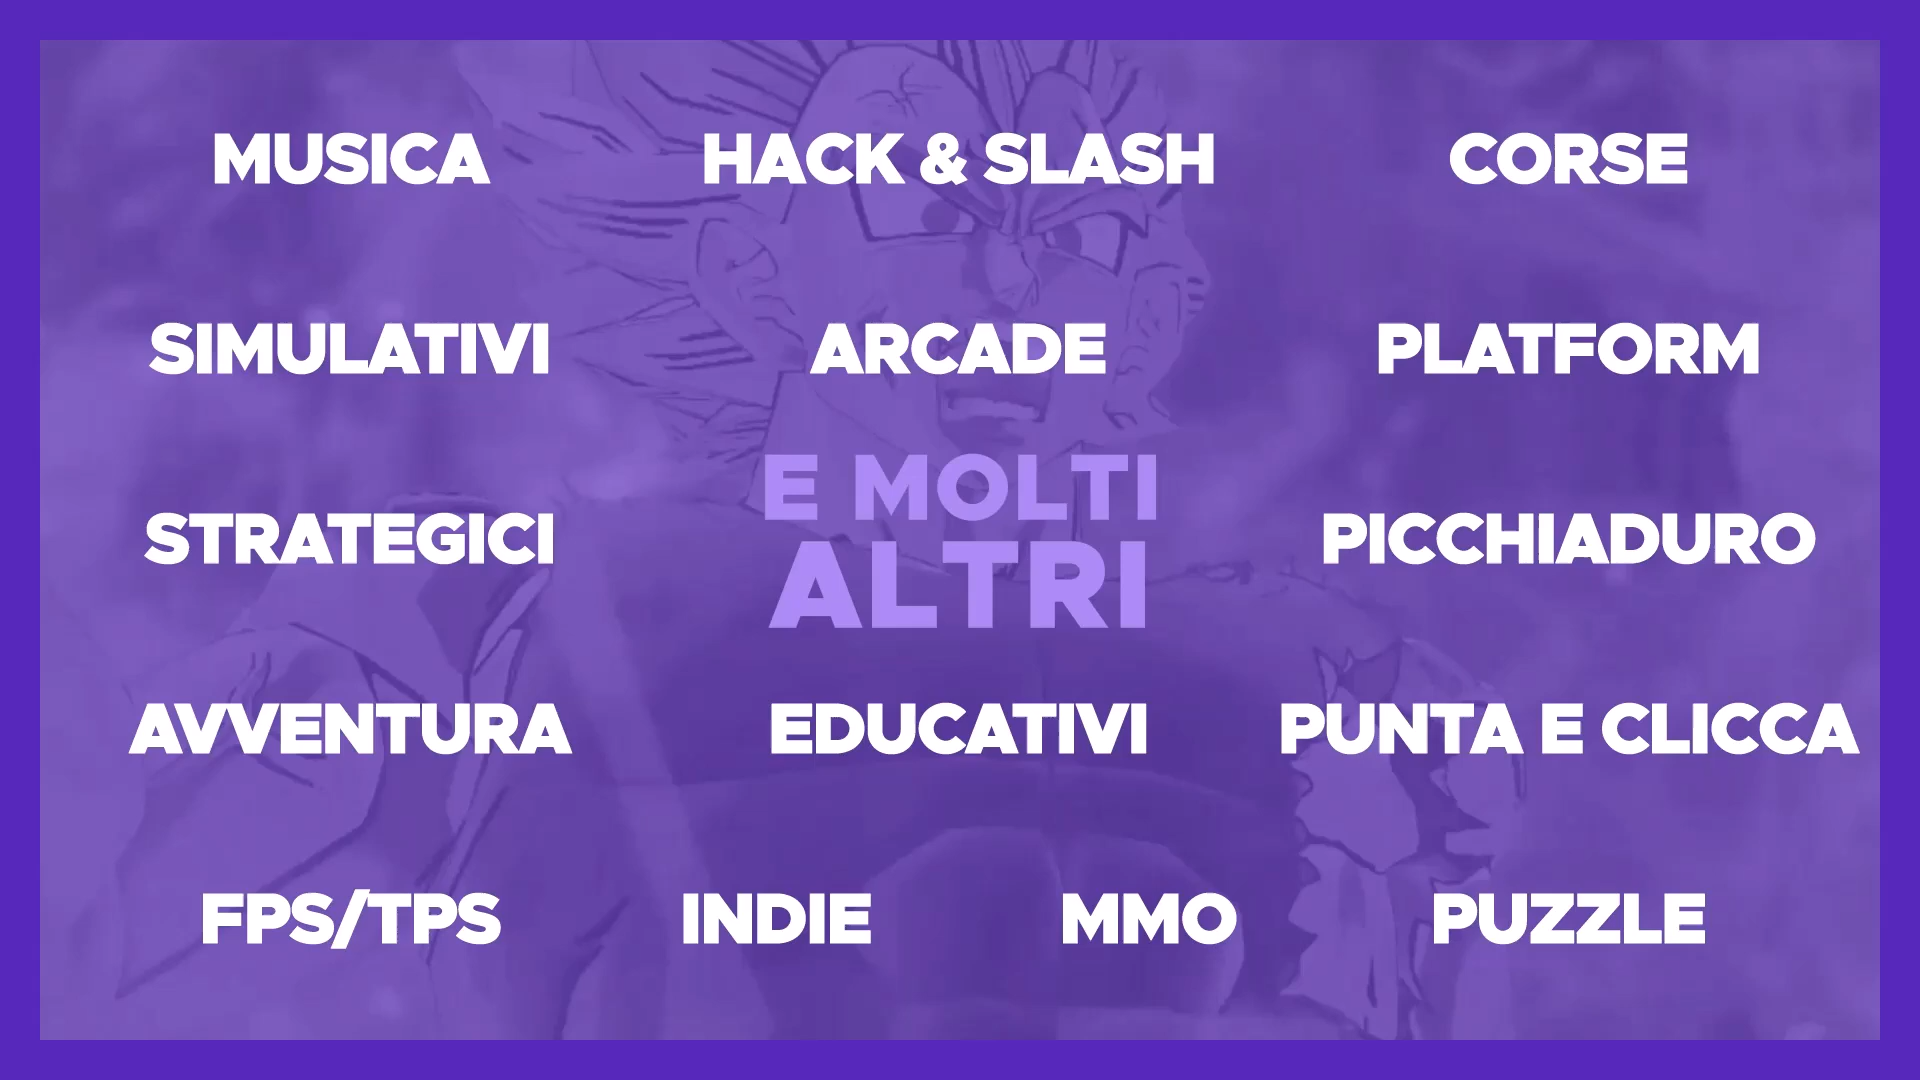 MUSICA
HACK & SLASH
CORSE
SIMULATIVI
ARCADE
PLATFORM
E MOLTI
ALTRI
STRATEGICI
PICCHIADURO
AVVENTURA
EDUCATIVI
PUNTA E CLICCA
FPS/TPS
INDIE
MMO
PUZZLE